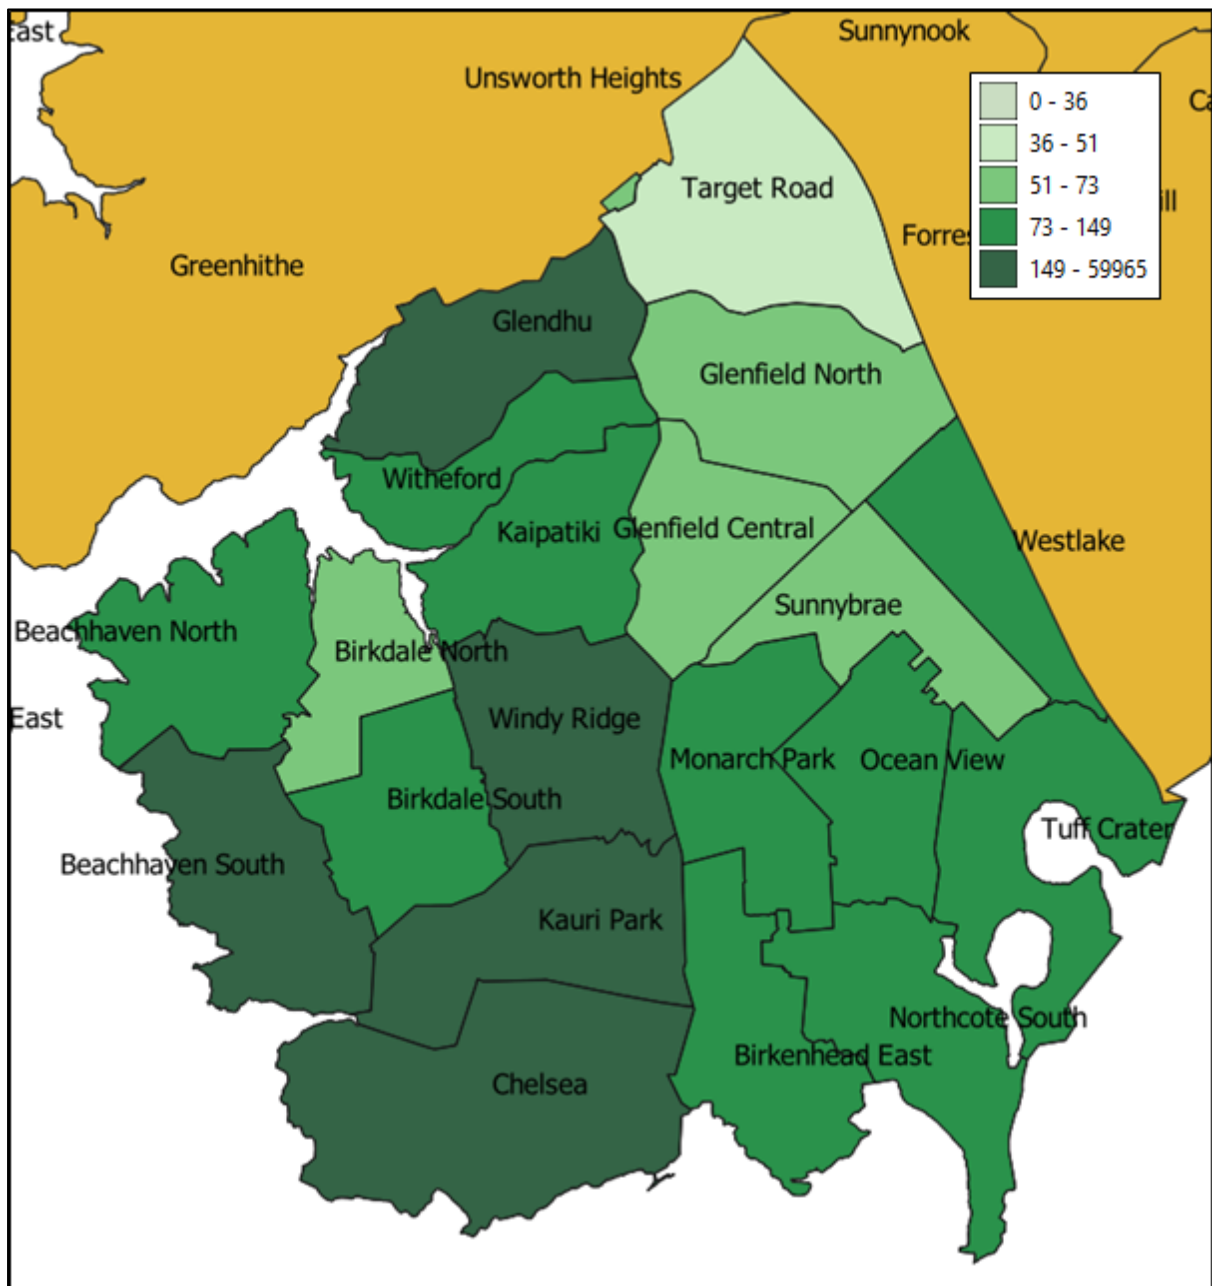 East
Sunnynook
Unsworth Heights
0 - 36
36 - 51
51 - 73
73 - 149
149 - 59965
Ca
Target Road
ill
Forres
Greenhithe
Glendhu
Glenfield North
Witheford
Kaipatiki
Glenfield Central
Westlake
Sunnybrae
Beachhaven North
Birkdale North
East
Windy Ridge
Monarch Park
Ocean View
Birkdale South
Tuff Crater
Beachhaven South
Kauri Park
Northcote South
Birkenhead East
Chelsea